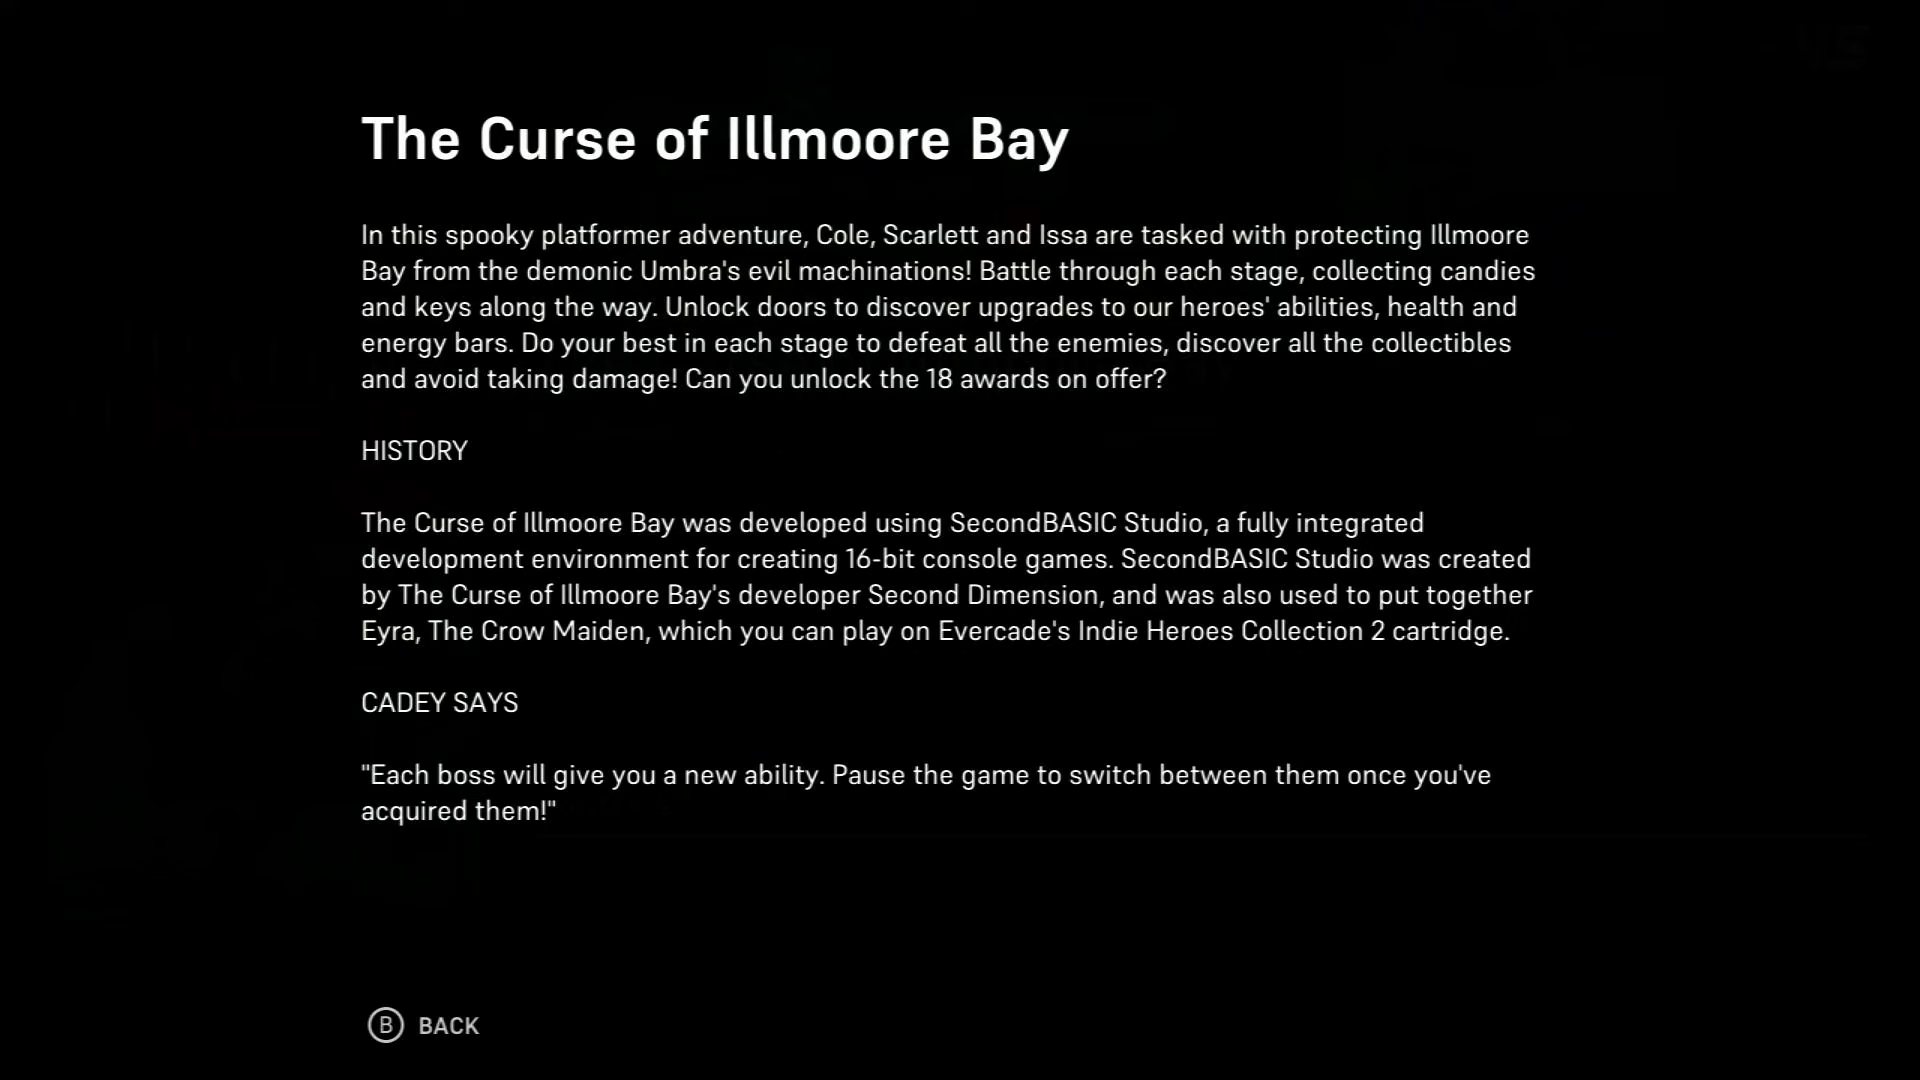 The Curse of Illmoore Bay
In this spooky platformer adventure, Cole, Scarlett and Issa are tasked with protecting Illmoore
Bay from the demonic Umbra's evil machinations! Battle through each stage, collecting candies
and keys along the way. Unlock doors to discover upgrades to our heroes' abilities, health and
energy bars. Do your best in each stage to defeat all the enemies, discover all the collectibles
and avoid taking damage! Can you unlock the 18 awards on offer?
HISTORY
The Curse of Illmoore Bay was developed using SecondBASIC Studio, a fully integrated
development environment for creating 16-bit console games. SecondBASIC Studio was created
by The Curse of Illmoore Bay's developer Second Dimension, and was also used to put together
Eyra, The Crow Maiden, which you can play on Evercade's Indie Heroes Collection 2 cartridge.
CADEY SAYS
"Each boss will give you a new ability. Pause the game to switch between them once you've
acquired them!"
B BACK